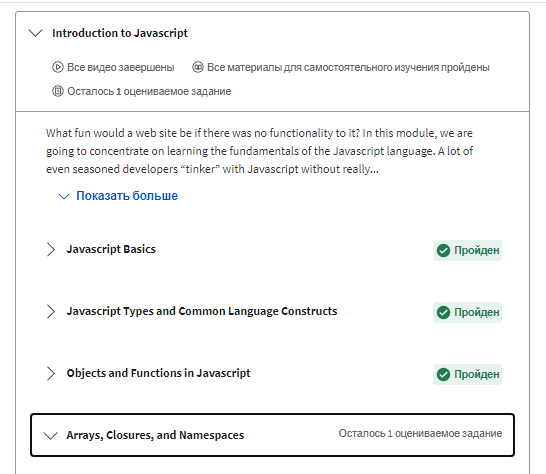 Introduction to Javascript
Все видео завершены Все материалы для самостоятельного изучения пройдены
Осталось 1 оцениваемое задание
What fun would a web site be if there was no functionality to it? In this module, we are
going to concentrate on learning the fundamentals of the Javascript language. A lot of
even seasoned developers “tinker” with Javascript without really...
Показать больше
Javascript Basics Пройден
Javascript Types and Common Language Constructs Пройден
Objects and Functions in Javascript Пройден
Arrays, Closures, and Namespaces Осталось 1 оцениваемое задание